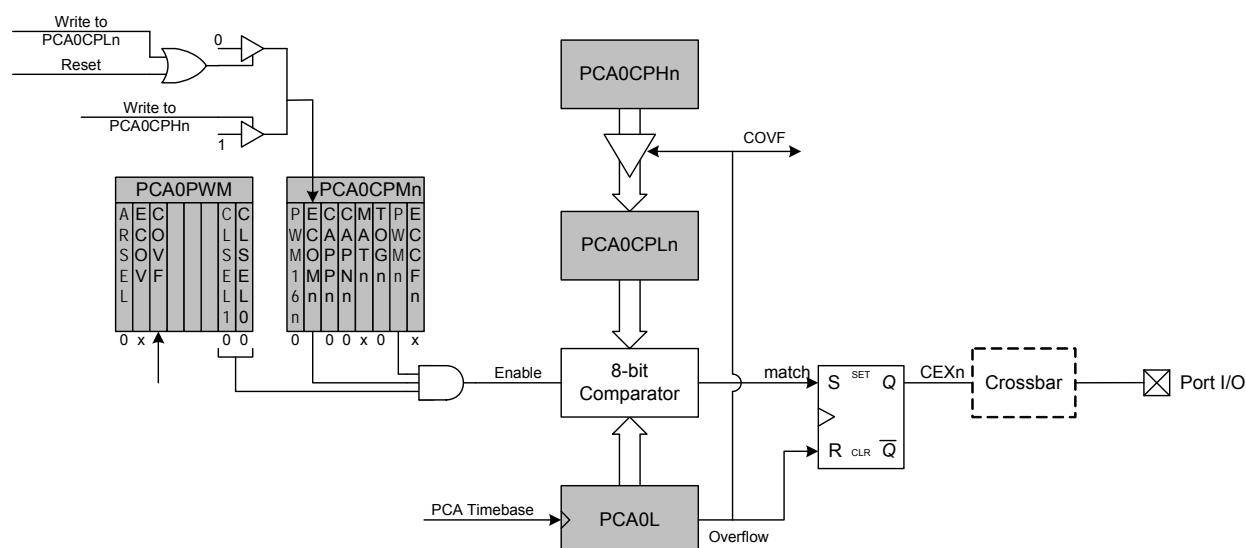 Write to
PCA0CPLn
Reset
0
Write to
PCA0CPHn
1
PCA0CPHn
COVF
PCA0PWM
ARSEL
ECOV
COVF
CLSEL1
CLSEL0
0 x 0 0
PCA0CPMn
PWM16n
ECOMn
CAPPn
CAPNn
MATn
TOGn
PWMn
ECCFn
0 0 0 x 0 x
PCA0CPLn
Enable
8-bit
Comparator
match
S SET Q
R CLR Q
CEXn
Crossbar
Port I/O
PCA Timebase
PCA0L
Overflow